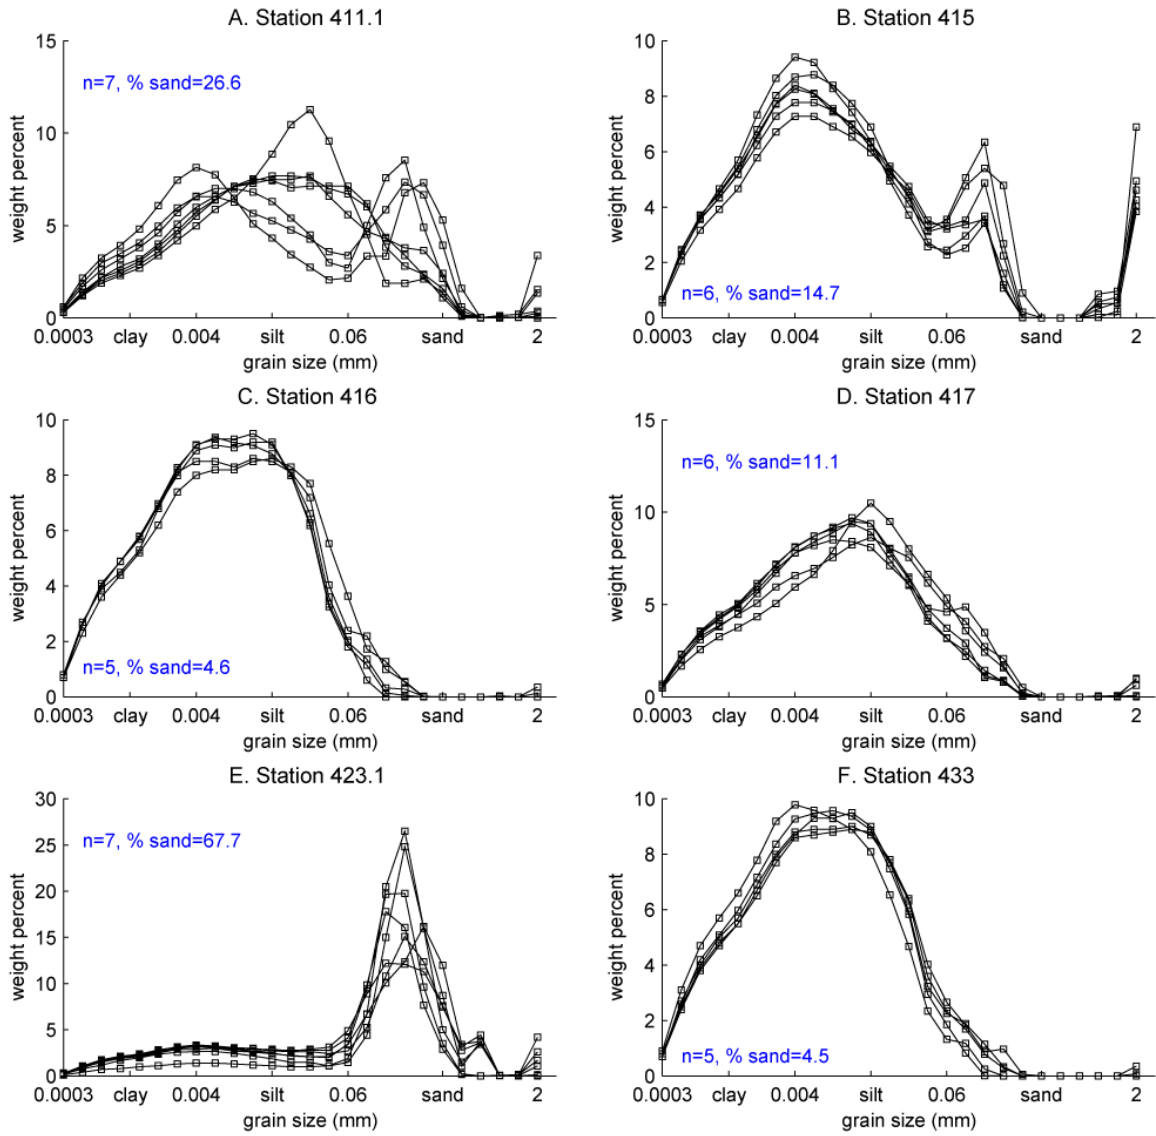 A. Station 411.1
15
10
5
0
weight percent
n=7, % sand=26.6
0.0003 clay 0.004 silt 0.06 sand 2
grain size (mm)
B. Station 415
10
8
6
4
2
0
weight percent
n=6, % sand=14.7
0.0003 clay 0.004 silt 0.06 sand 2
grain size (mm)
C. Station 416
10
8
6
4
2
0
weight percent
n=5, % sand=4.6
0.0003 clay 0.004 silt 0.06 sand 2
grain size (mm)
D. Station 417
15
10
5
0
weight percent
n=6, % sand=11.1
0.0003 clay 0.004 silt 0.06 sand 2
grain size (mm)
E. Station 423.1
30
25
20
15
10
5
0
weight percent
n=7, % sand=67.7
0.0003 clay 0.004 silt 0.06 sand 2
grain size (mm)
F. Station 433
10
8
6
4
2
0
weight percent
n=5, % sand=4.5
0.0003 clay 0.004 silt 0.06 sand 2
grain size (mm)